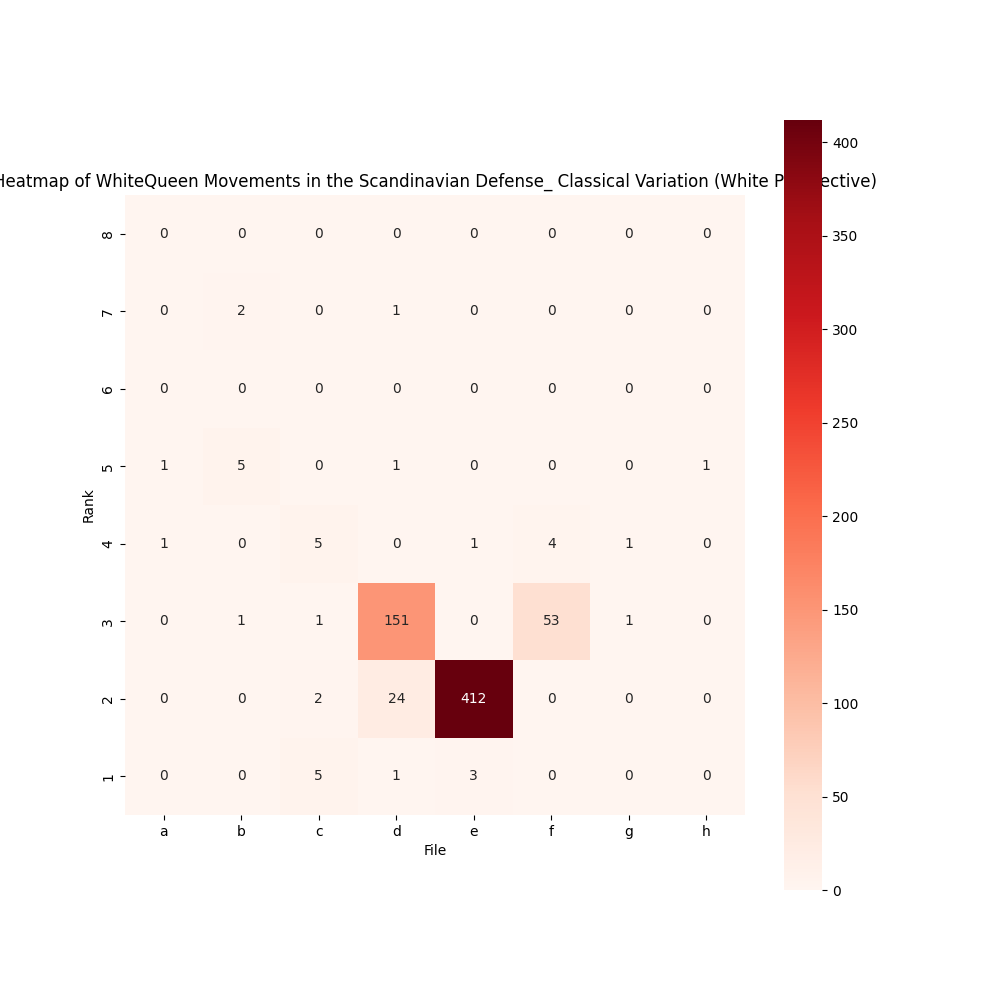 Heatmap of WhiteQueen Movements in the Scandinavian Defense_ Classical Variation (White Perspective)
8 0 0 0 0 0 0 0 0
7 0 2 0 1 0 0 0 0
6 0 0 0 0 0 0 0 0
5 1 5 0 1 0 0 0 1
Rank
4 1 0 5 0 1 4 1 0
3 0 1 1 151 0 53 1 0
2 0 0 2 24 412 0 0 0
1 0 0 5 1 3 0 0 0
a b c d e f g h
File
400
350
300
250
200
150
100
50
0